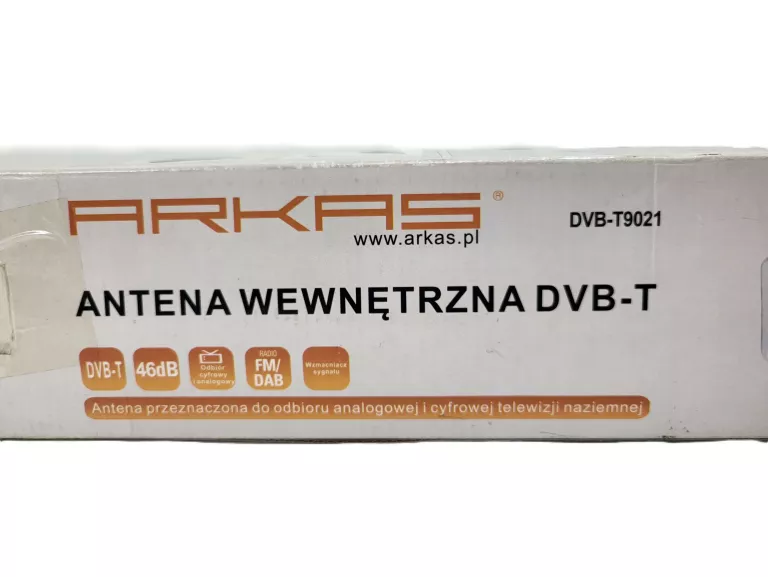 ARKAS®
DVB-T9021
www.arkas.pl
ANTENA WEWNĘTRZNA DVB-T
DVB-T
46dB
Odbiór
cyfrowy
i analogowy
RADIO
FM/
DAB
Wzmacniacz
sygnału
Antena przeznaczona do odbioru analogowej i cyfrowej telewizji naziemnej